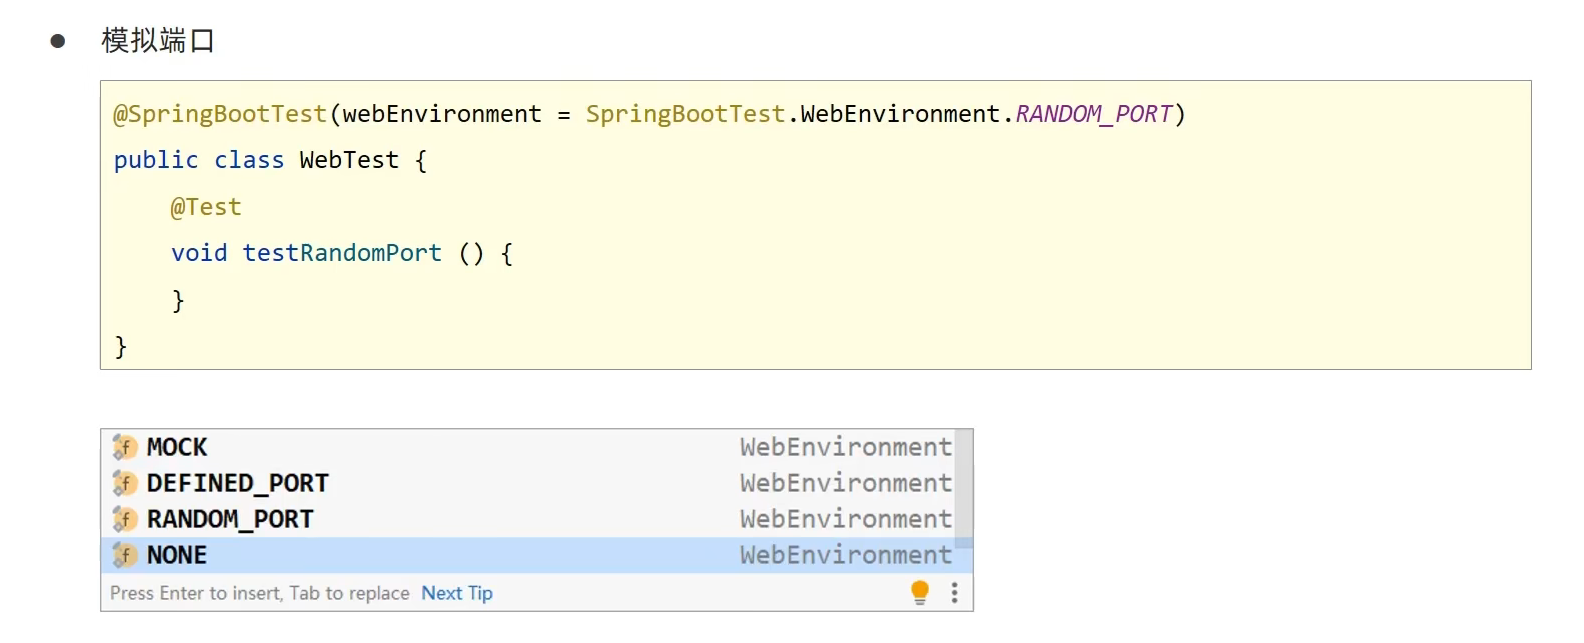 ● 模拟端口
@SpringBootTest(webEnvironment = SpringBootTest.WebEnvironment.RANDOM_PORT)
public class WebTest {
    @Test
    void testRandomPort () {
    }
}
f MOCK WebEnvironment
f DEFINED_PORT WebEnvironment
f RANDOM_PORT WebEnvironment
f NONE WebEnvironment
Press Enter to insert, Tab to replace Next Tip